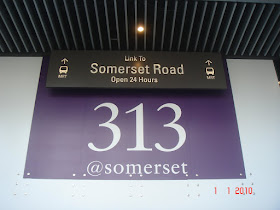 Link To
Somerset Road
Open 24 Hours
MRT MRT
313
@somerset
1 1 2010